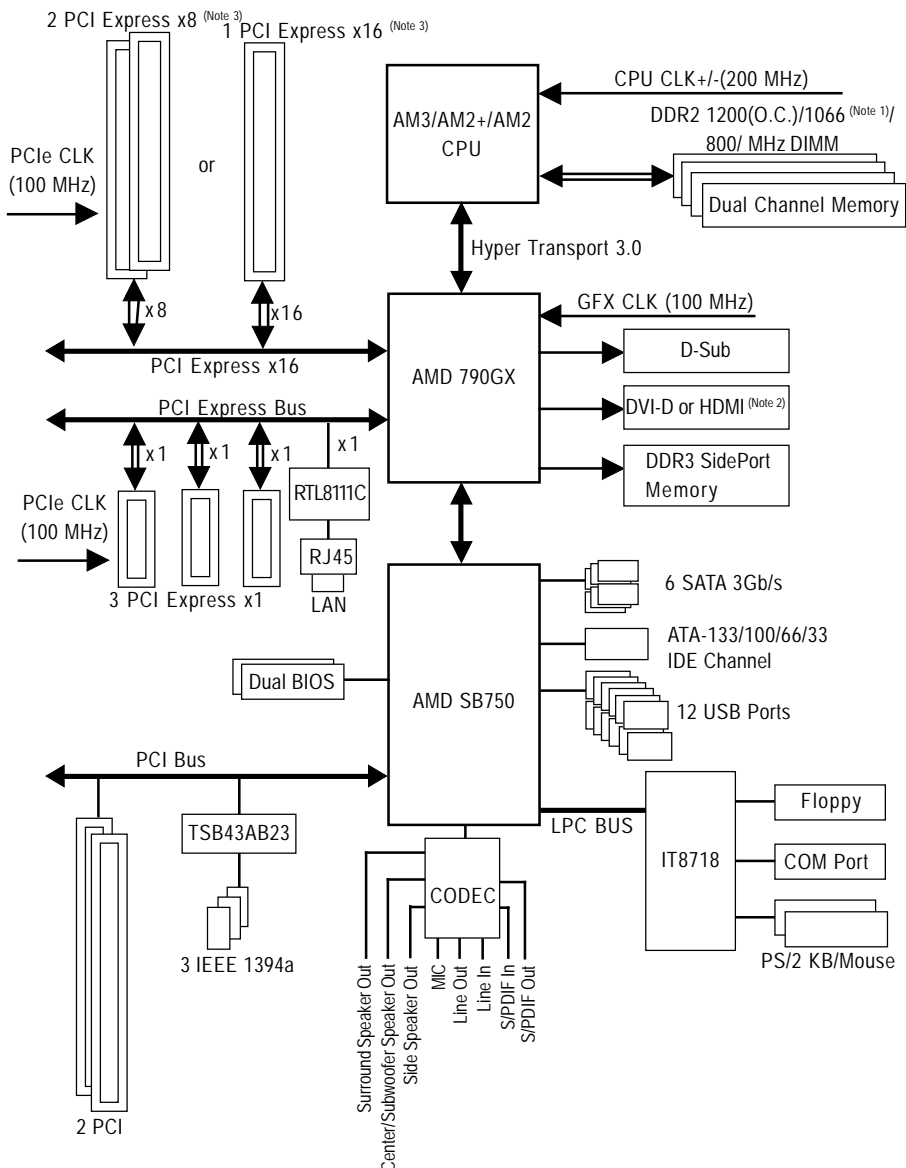 2 PCI Express x8 (Note 3)
1 PCI Express x16 (Note 3)
CPU CLK+/-(200 MHz)
AM3/AM2+/AM2
CPU
DDR2 1200(O.C.)/1066 (Note 1)/
800/ MHz DIMM
PCIe CLK
(100 MHz)
or
Dual Channel Memory
Hyper Transport 3.0
x8
x16
GFX CLK (100 MHz)
PCI Express x16
AMD 790GX
D-Sub
PCI Express Bus
DVI-D or HDMI (Note 2)
x1
x1
x1
x1
DDR3 SidePort
Memory
RTL8111C
PCIe CLK
(100 MHz)
RJ45
LAN
3 PCI Express x1
6 SATA 3Gb/s
ATA-133/100/66/33
IDE Channel
Dual BIOS
AMD SB750
12 USB Ports
PCI Bus
LPC BUS
Floppy
TSB43AB23
IT8718
COM Port
CODEC
PS/2 KB/Mouse
3 IEEE 1394a
Surround Speaker Out
Center/Subwoofer Speaker Out
Side Speaker Out
MIC
Line Out
Line In
S/PDIF In
S/PDIF Out
2 PCI